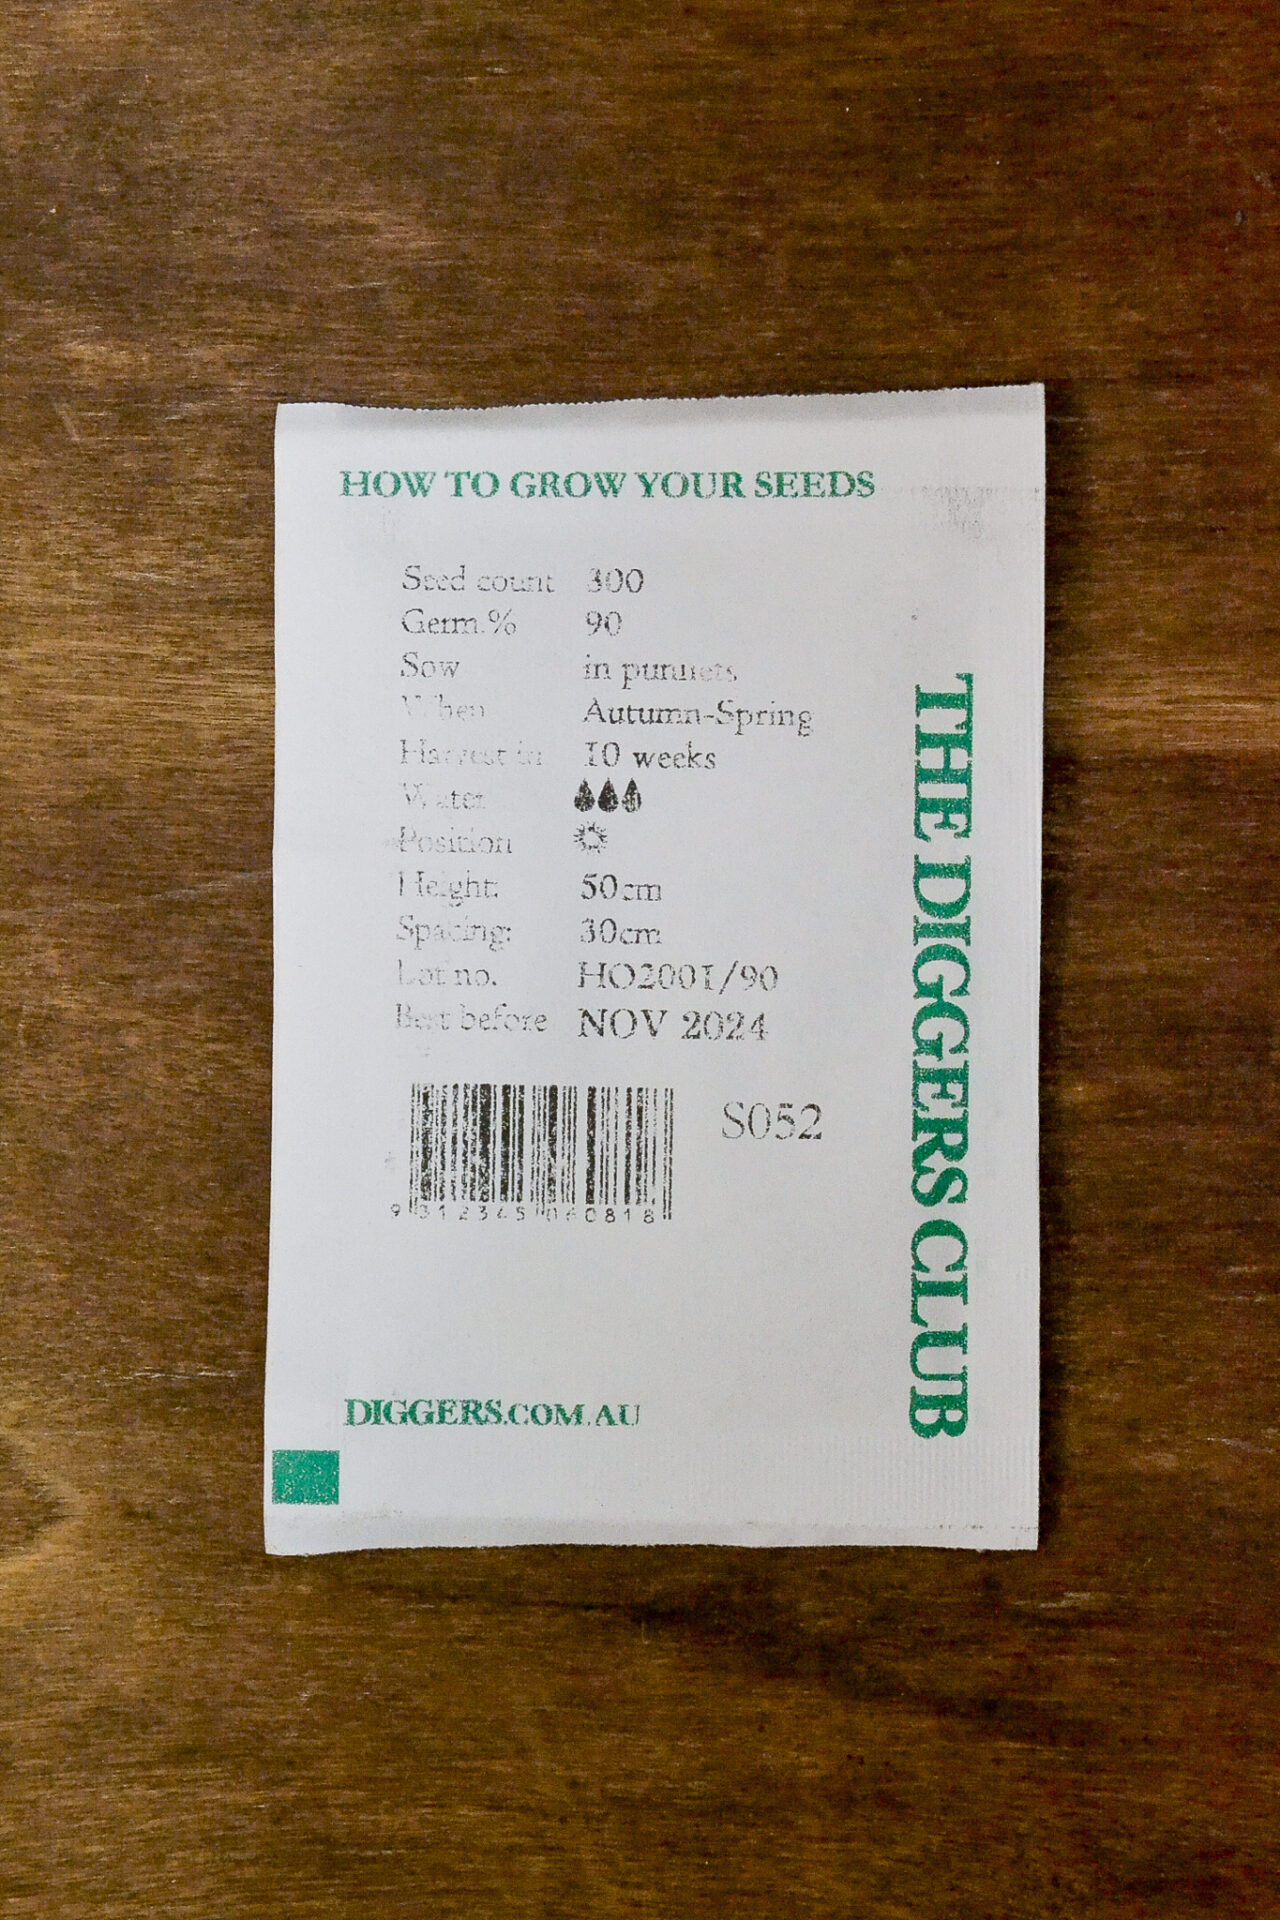 HOW TO GROW YOUR SEEDS
Seed count 300
Germ.% 90
Sow in punnets
When Autumn-Spring
Harvest in 10 weeks
Water
Position
Height: 50cm
Spacing: 30cm
Lot no. HO2001/90
Best before NOV 2024
S052
9 312345 060818
DIGGERS.COM.AU
THE DIGGERS CLUB